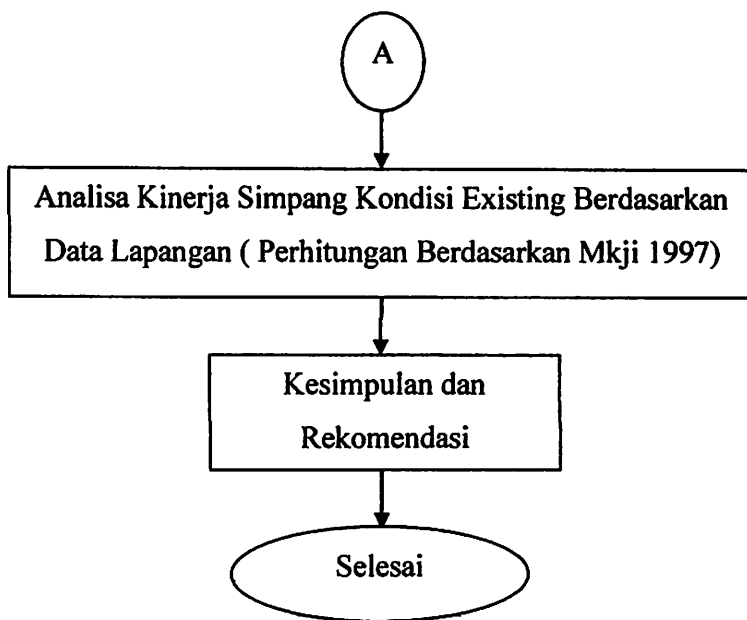 A
Analisa Kinerja Simpang Kondisi Existing Berdasarkan
Data Lapangan ( Perhitungan Berdasarkan Mkji 1997)
Kesimpulan dan
Rekomendasi
Selesai